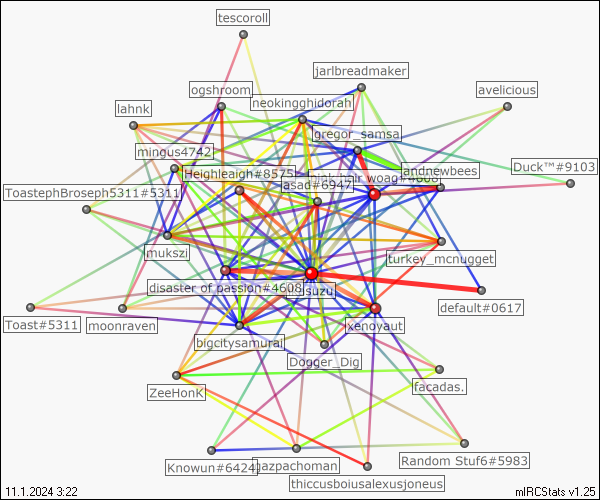 tescoroll
jarlbreadmaker
ogshroom
avelicious
neokingghidorah
lahnk
gregor_samsa
mingus4742
Duck™#9103
andnewbees
Heighleigh#8575
asad#6947
ToastephBroseph5311#5311
mukszi
turkey_mcnugget
disaster of passion#4608
suzu
default#0617
Toast#5311
moonraven
xenoyaut
bigcitysamurai
Dogger_Dig
facadas.
ZeeHonK
Random Stuf6#5983
Knowun#6424
jazpachoman
thiccusboiusalexusjoneus
11.1.2024 3:22
mIRCStats v1.25